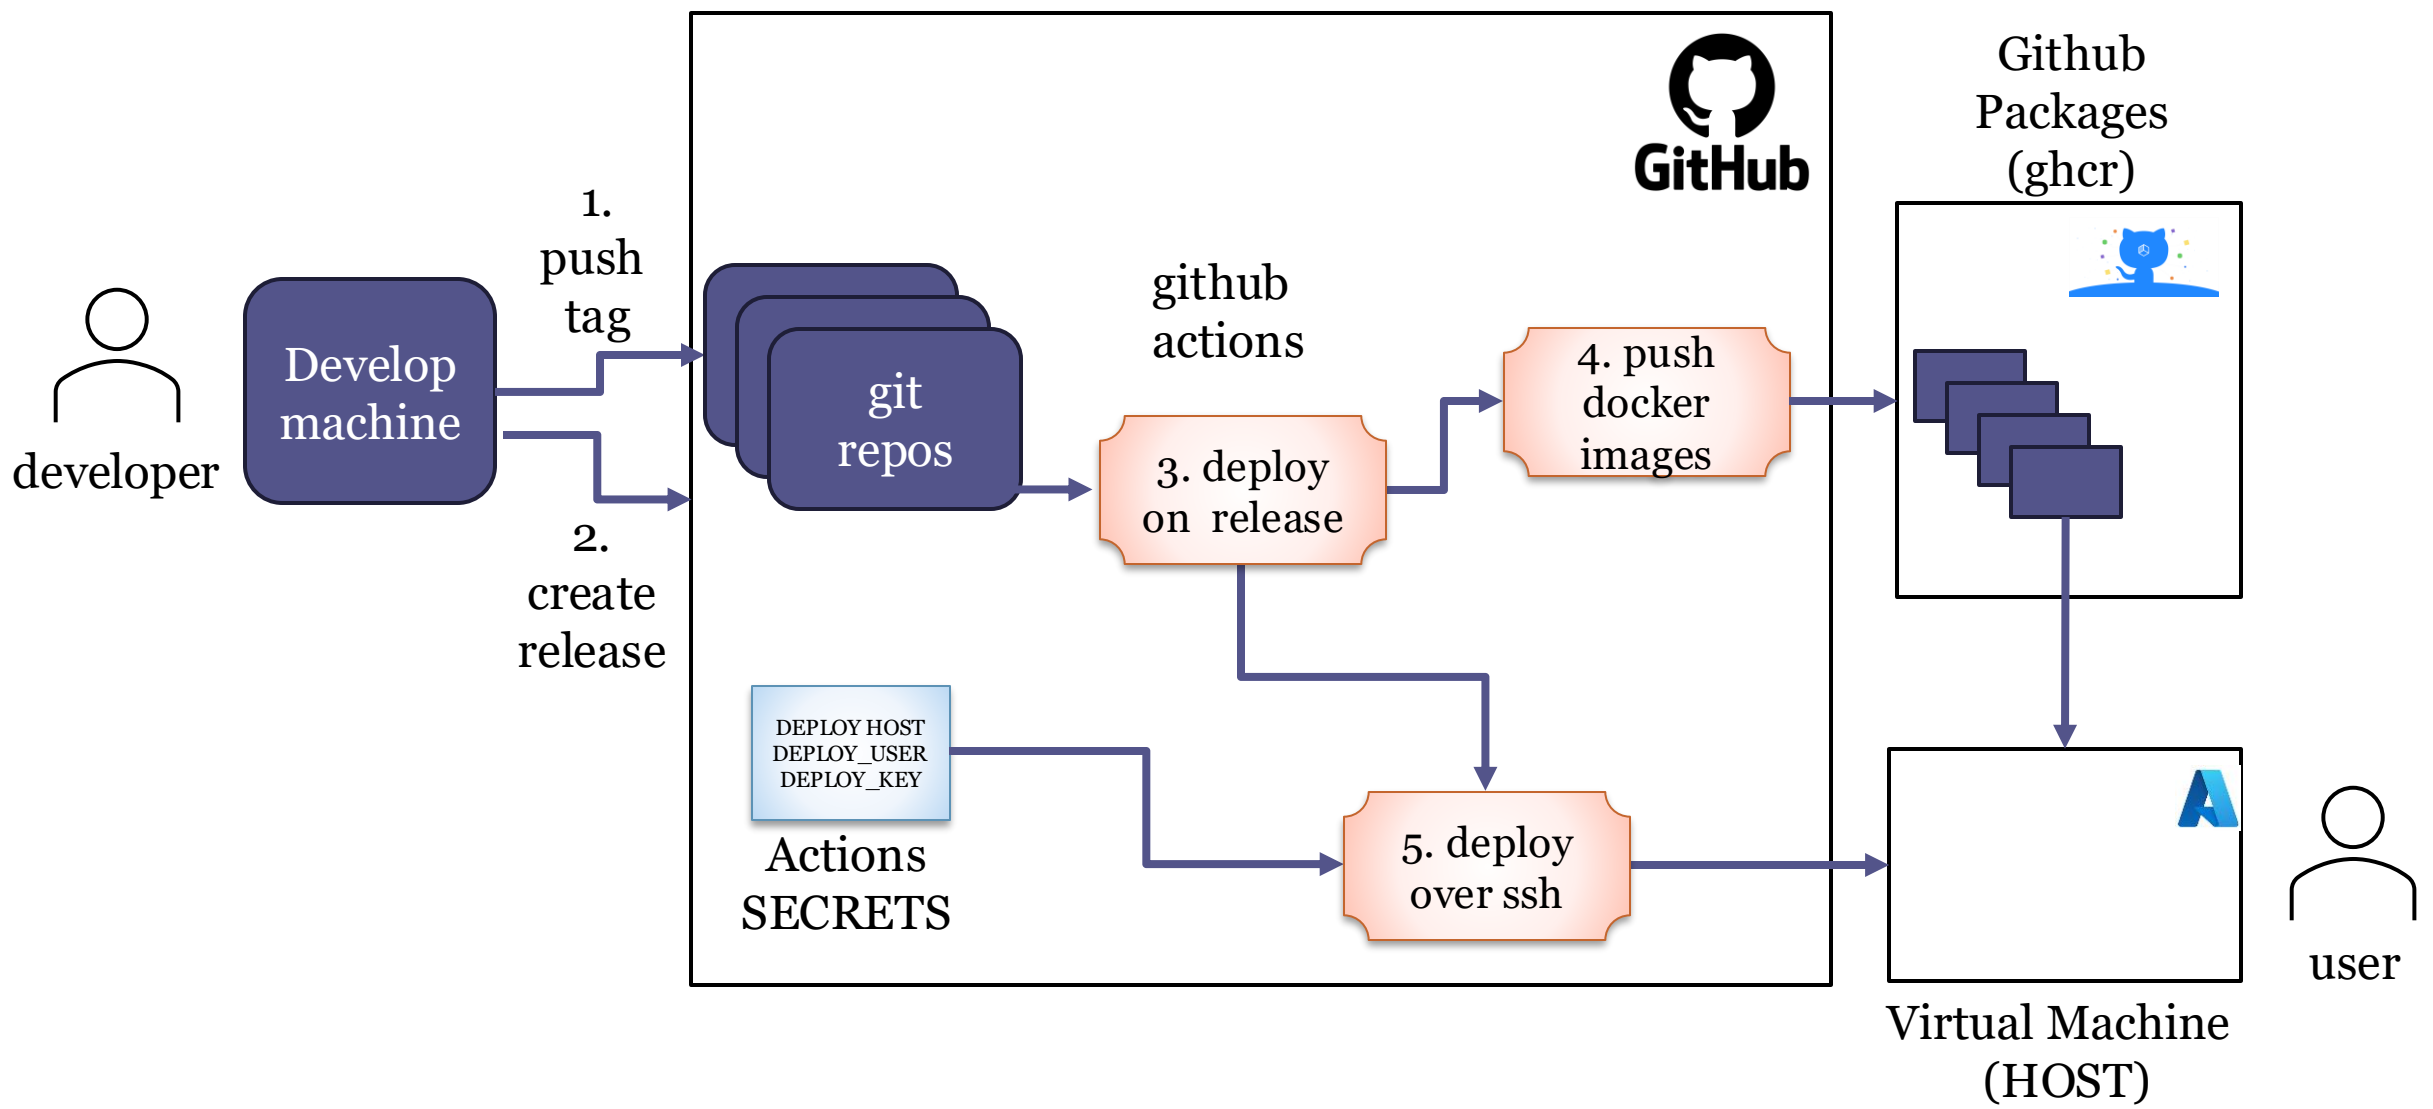 developer
Develop
machine
1.
push
tag
2.
create
release
git
repos
github
actions
3. deploy
on release
4. push
docker
images
GitHub
Github
Packages
(ghcr)
DEPLOY HOST
DEPLOY_USER
DEPLOY_KEY
Actions
SECRETS
5. deploy
over ssh
Virtual Machine
(HOST)
user